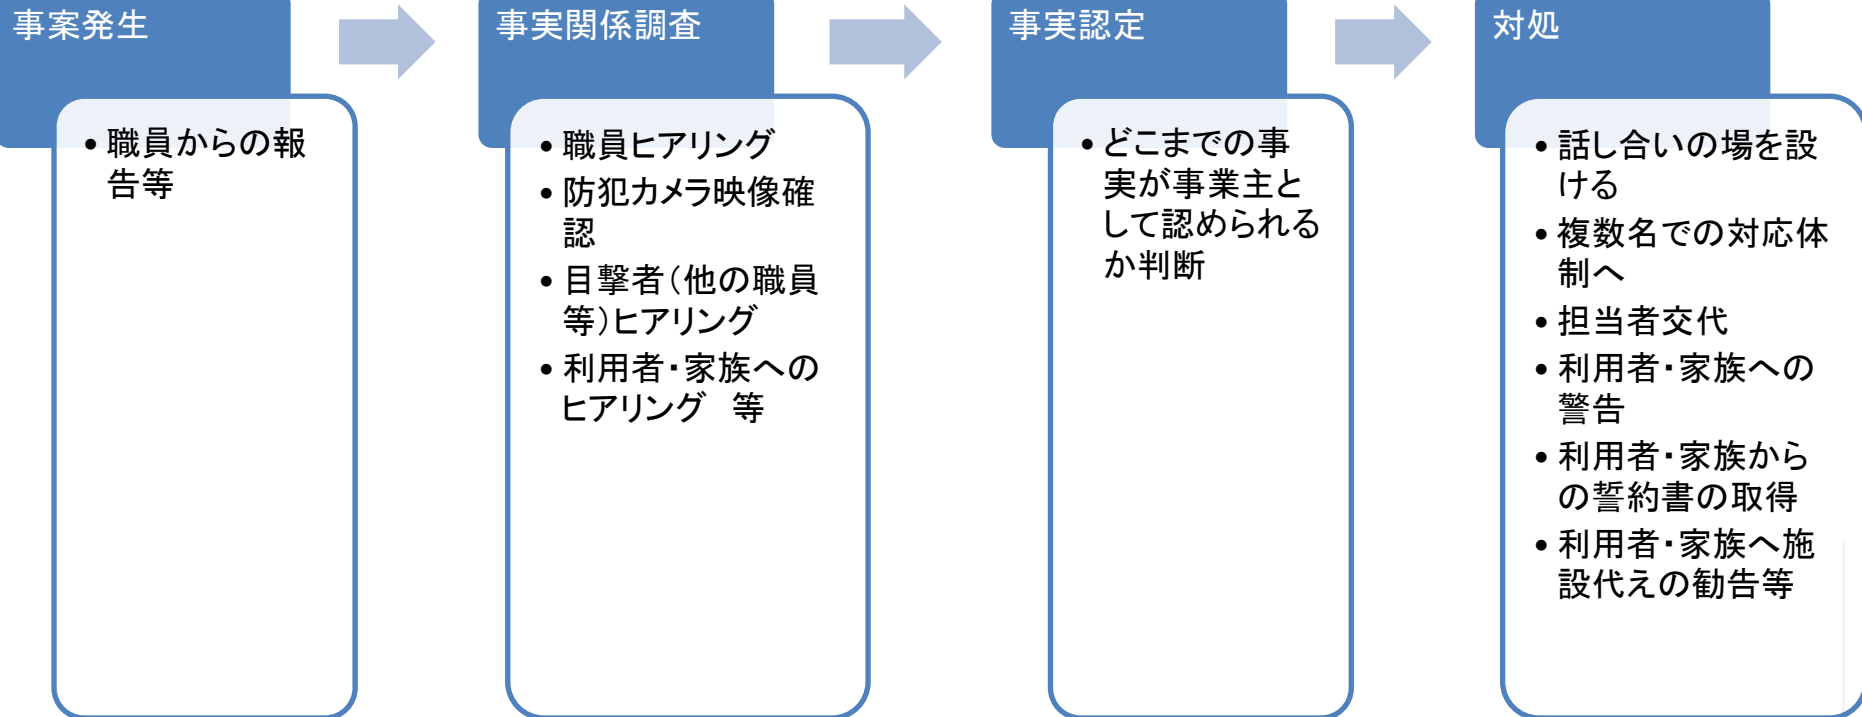 事案発生
• 職員からの報
告等
事実関係調査
• 職員ヒアリング
• 防犯カメラ映像確
認
• 目撃者(他の職員
等)ヒアリング
• 利用者・家族への
ヒアリング　等
事実認定
• どこまでの事
実が事業主と
して認められる
か判断
対処
• 話し合いの場を設
ける
• 複数名での対応体
制へ
• 担当者交代
• 利用者・家族への
警告
• 利用者・家族から
の誓約書の取得
• 利用者・家族へ施
設代えの勧告等